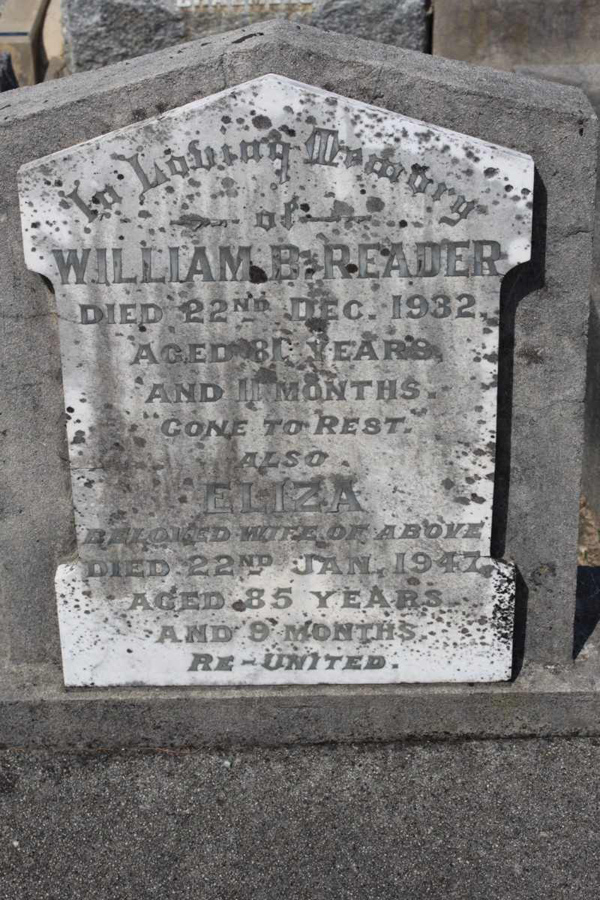 In Loving Memory
of
WILLIAM B. READER
DIED 22ND DEC. 1932,
AGED 81 YEARS,
AND 11 MONTHS.
GONE TO REST.
ALSO
ELIZA
BELOVED WIFE OF ABOVE
DIED 22ND JAN. 1947,
AGED 85 YEARS
AND 9 MONTHS.
RE-UNITED.